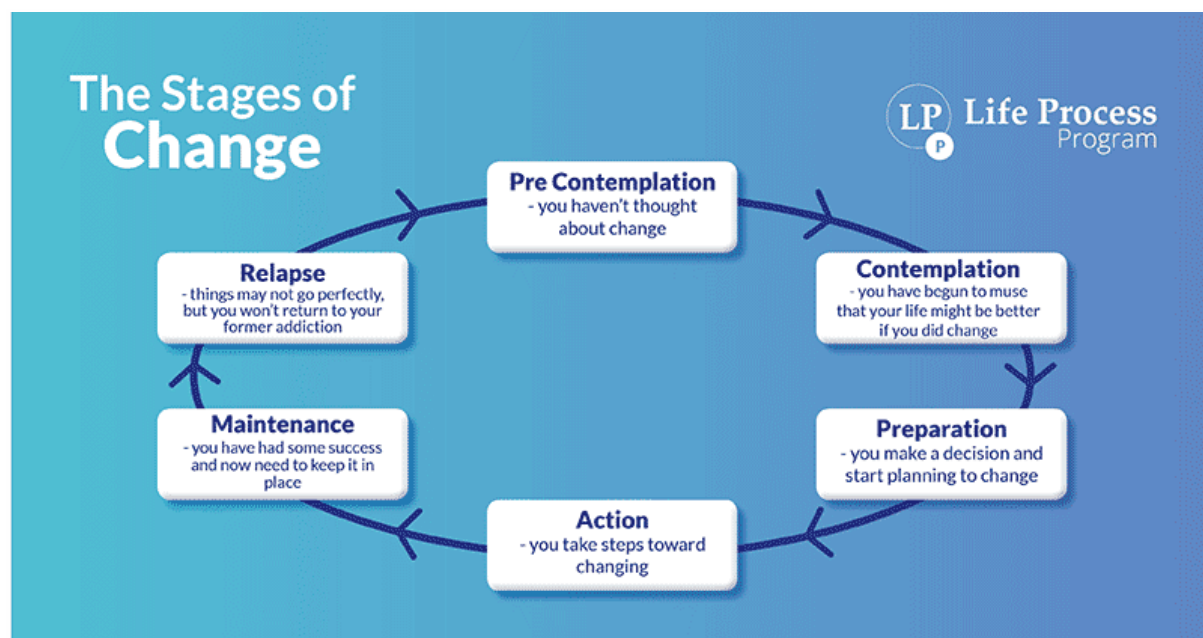 The Stages of
Change
LP
P
Life Process
Program
Pre Contemplation
- you haven't thought
about change
Contemplation
- you have begun to muse
that your life might be better
if you did change
Preparation
- you make a decision and
start planning to change
Action
- you take steps toward
changing
Maintenance
- you have had some success
and now need to keep it in
place
Relapse
- things may not go perfectly,
but you won't return to your
former addiction